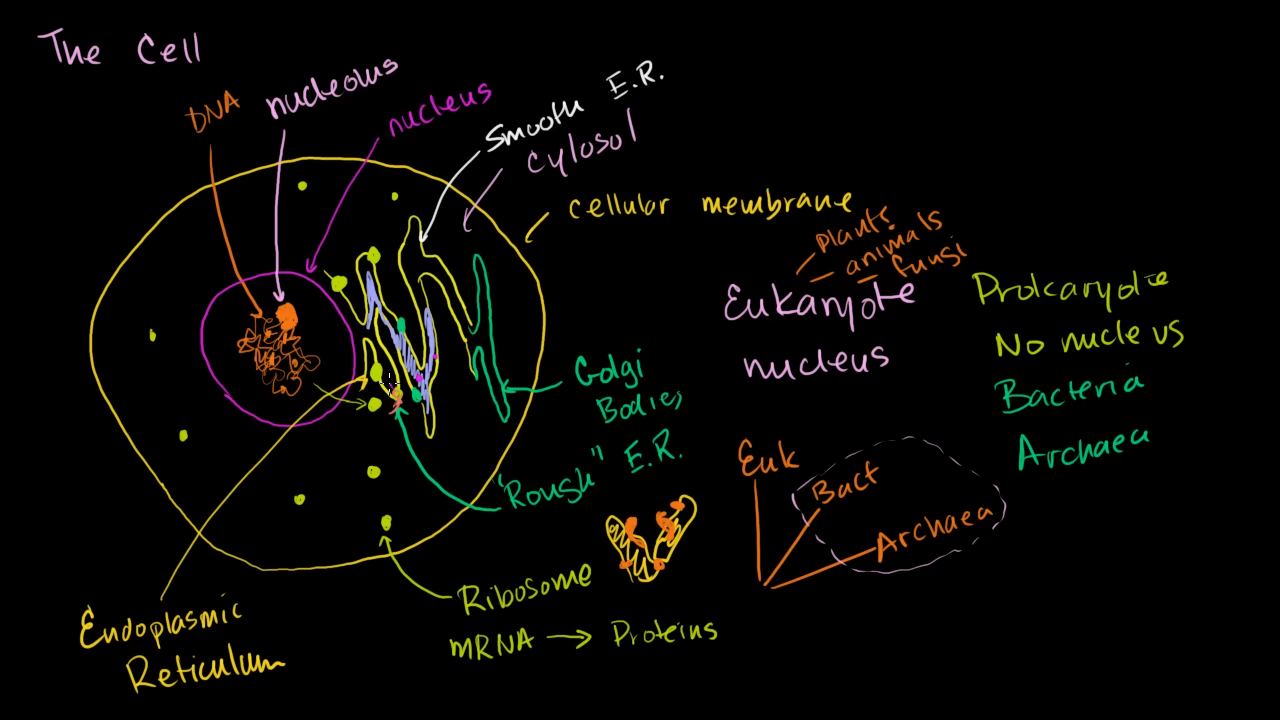 The Cell
DNA
nucleolus
nucleus
Smooth E.R.
cytosol
cellular membrane
plants
animals
fungi
Eukaryote
nucleus
Prokaryote
No nucleus
Bacteria
Archaea
Golgi
Bodies
"Rough" E.R.
Euk
Bact
Archaea
Ribosome
mRNA → Proteins
Endoplasmic
Reticulum